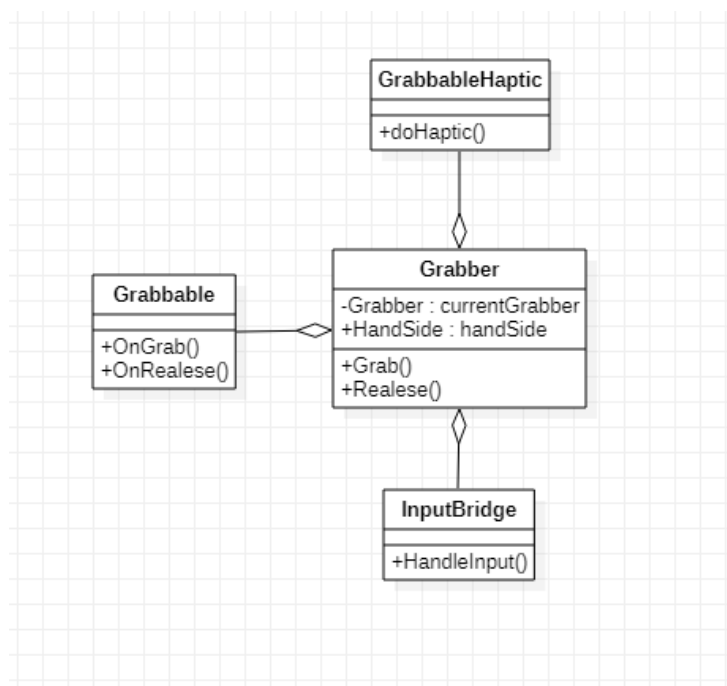 GrabbableHaptic
+doHaptic()
Grabber
-Grabber : currentGrabber
+HandSide : handSide
+Grab()
+Realese()
Grabbable
+OnGrab()
+OnRealese()
InputBridge
+HandleInput()